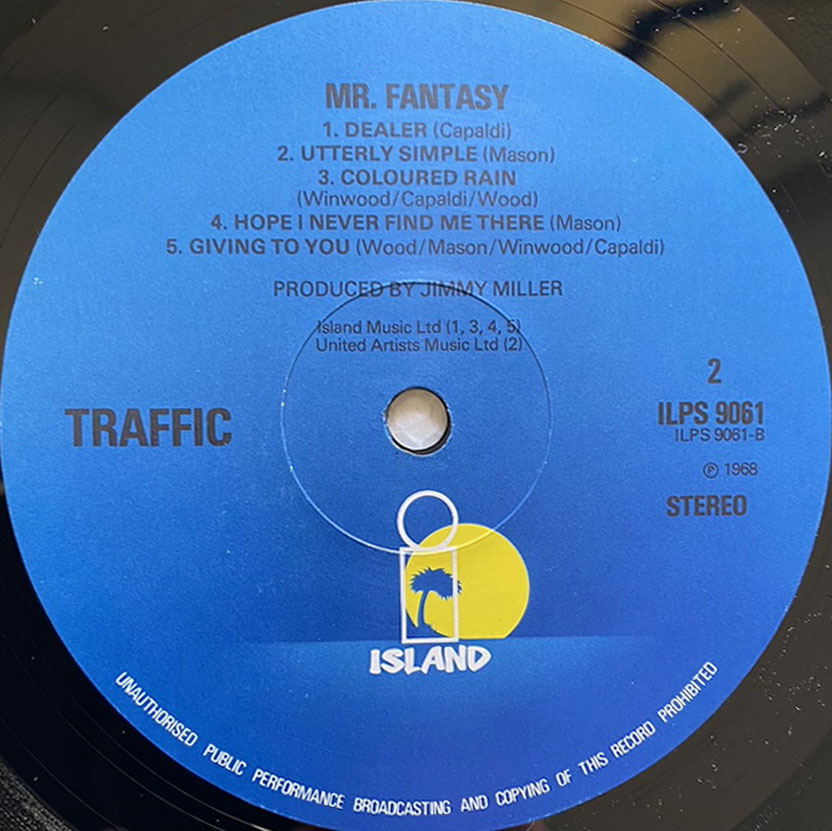 MR. FANTASY
1. DEALER (Capaldi)
2. UTTERLY SIMPLE (Mason)
3. COLOURED RAIN
(Winwood/Capaldi/Wood)
4. HOPE I NEVER FIND ME THERE (Mason)
5. GIVING TO YOU (Wood/Mason/Winwood/Capaldi)
PRODUCED BY JIMMY MILLER
Island Music Ltd (1, 3, 4, 5)
United Artists Music Ltd (2)
TRAFFIC
2
ILPS 9061
ILPS 9061-B
℗ 1968
STEREO
ISLAND
UNAUTHORISED PUBLIC PERFORMANCE BROADCASTING AND COPYING OF THIS RECORD PROHIBITED